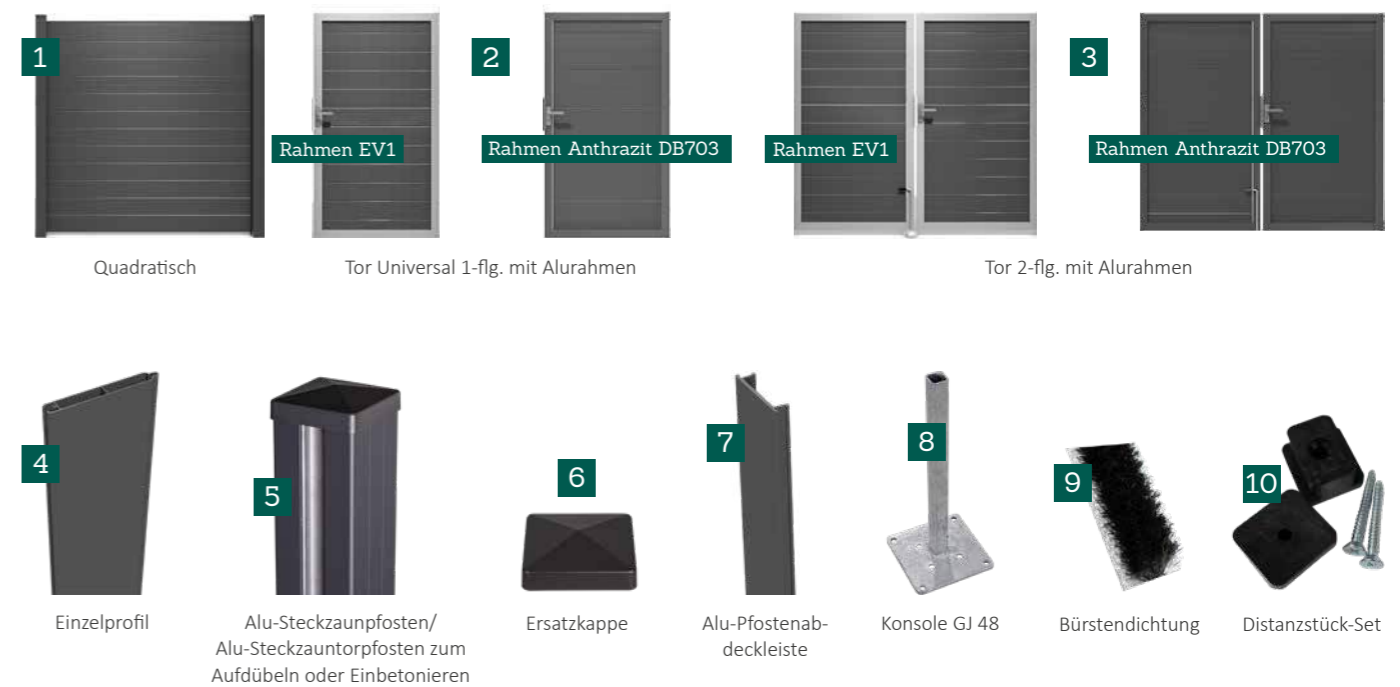 1
2
3
Rahmen EV1
Rahmen Anthrazit DB703
Rahmen EV1
Rahmen Anthrazit DB703
Quadratisch
Tor Universal 1-flg. mit Alurahmen
Tor 2-flg. mit Alurahmen
4
5
6
7
8
9
10
Einzelprofil
Alu-Steckzaunpfosten/
Alu-Steckzauntorpfosten zum
Aufdübeln oder Einbetonieren
Ersatzkappe
Alu-Pfostenab-
deckleiste
Konsole GJ 48
Bürstendichtung
Distanzstück-Set